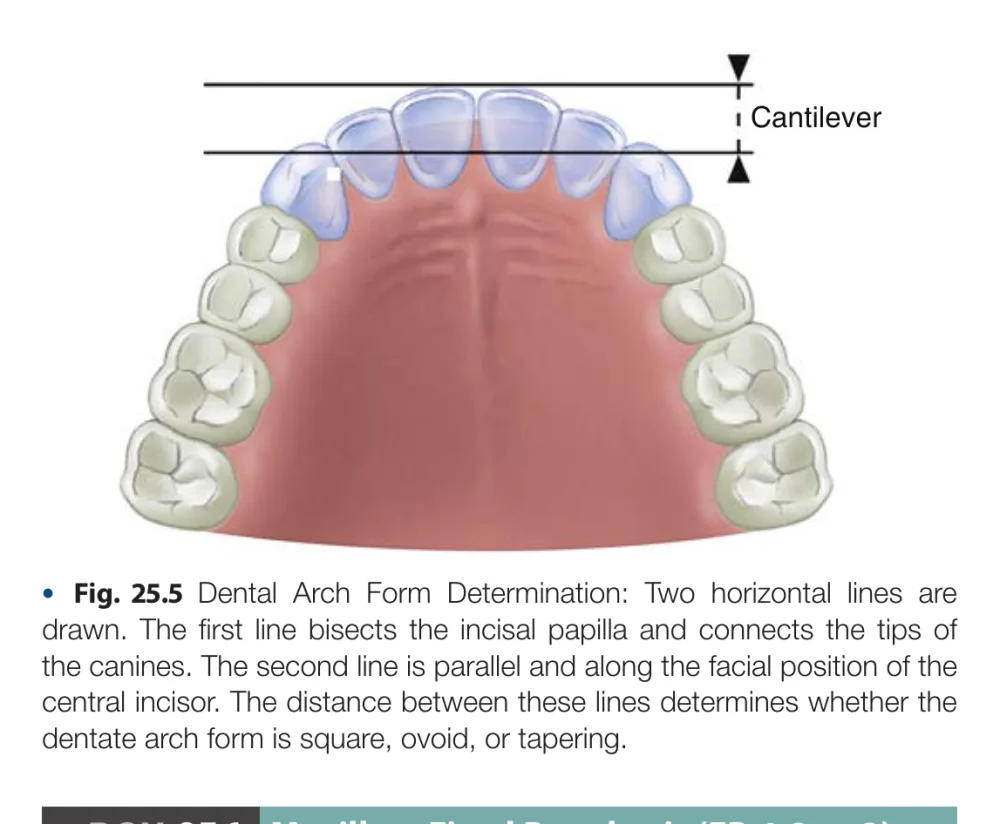 Cantilever
• Fig. 25.5 Dental Arch Form Determination: Two horizontal lines are
drawn. The first line bisects the incisal papilla and connects the tips of
the canines. The second line is parallel and along the facial position of the
central incisor. The distance between these lines determines whether the
dentate arch form is square, ovoid, or tapering.